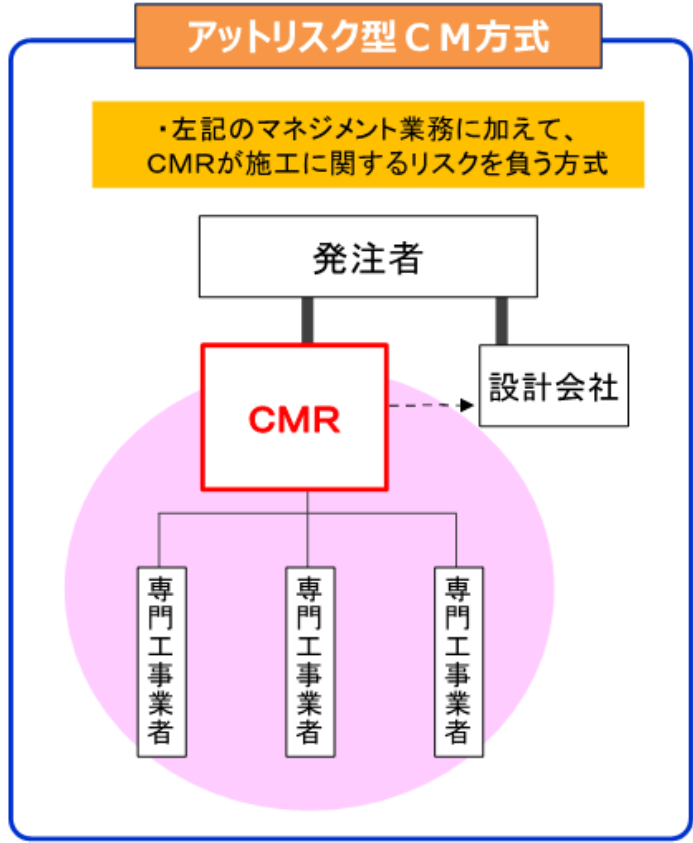 アットリスク型ＣＭ方式
・左記のマネジメント業務に加えて、
ＣＭＲが施工に関するリスクを負う方式
発注者
設計会社
ＣＭＲ
専門工事業者
専門工事業者
専門工事業者